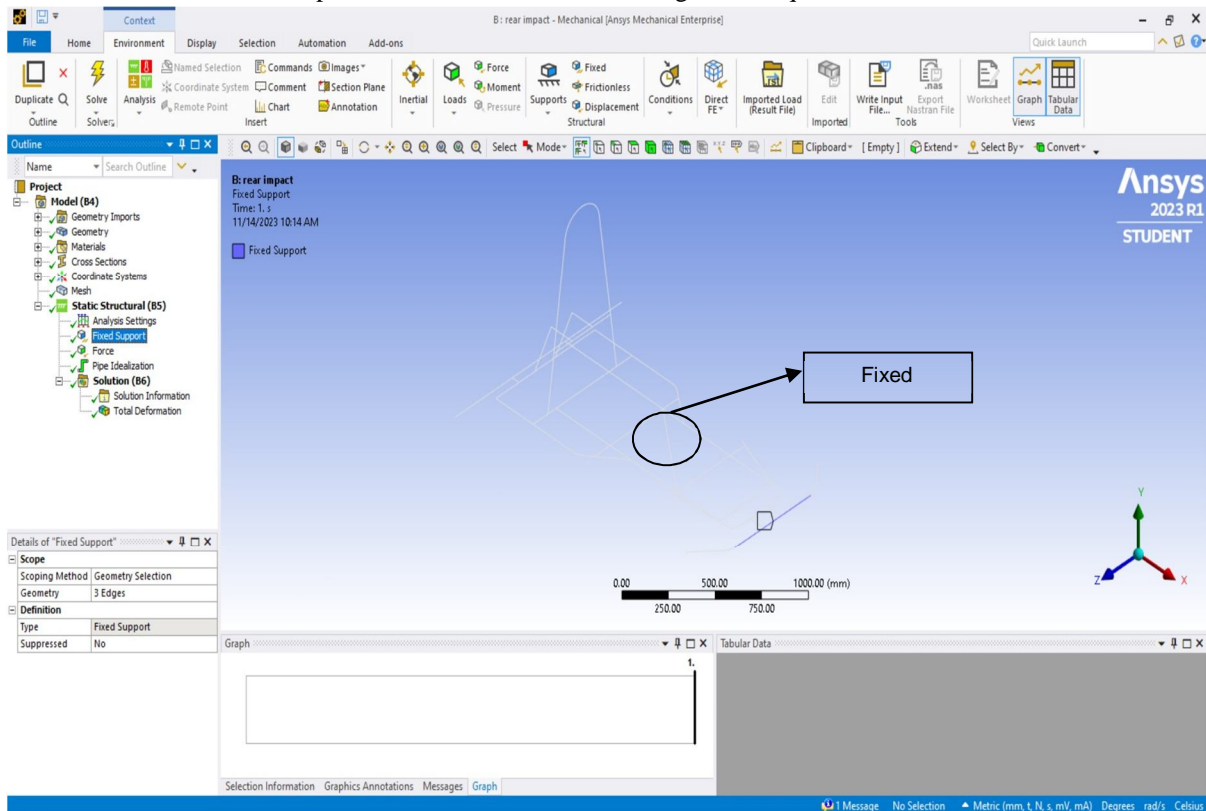 Context
B: rear impact - Mechanical [Ansys Mechanical Enterprise]
File Home Environment Display Selection Automation Add-ons Quick Launch
Duplicate Q
Outline
Solve
Solvers
Analysis
Named Selection
Coordinate System
Remote Point
Commands
Comment
Chart
Images
Section Plane
Annotation
Insert
Inertial
Loads
Force
Moment
Pressure
Supports
Fixed
Frictionless
Displacement
Conditions
Structural
Direct FE
Imported Load (Result File)
Edit
Imported
Write Input File...
Export Nastran File
.nas
Tools
Worksheet
Graph
Tabular Data
Views
Outline
Name Search Outline
Select Mode Clipboard [Empty] Extend Select By Convert
Project
Model (B4)
Geometry Imports
Geometry
Materials
Cross Sections
Coordinate Systems
Mesh
Static Structural (B5)
Analysis Settings
Fixed Support
Force
Pipe Idealization
Solution (B6)
Solution Information
Total Deformation
B: rear impact
Fixed Support
Time: 1. s
11/14/2023 10:14 AM
Fixed Support
Ansys
2023 R1
STUDENT
Fixed
0.00 500.00 1000.00 (mm)
250.00 750.00
Y
Z X
Details of "Fixed Support"
Scope
Scoping Method Geometry Selection
Geometry 3 Edges
Definition
Type Fixed Support
Suppressed No
Graph
1.
Tabular Data
Selection Information Graphics Annotations Messages Graph
1 Message No Selection Metric (mm, t, N, s, mV, mA) Degrees rad/s Celsius